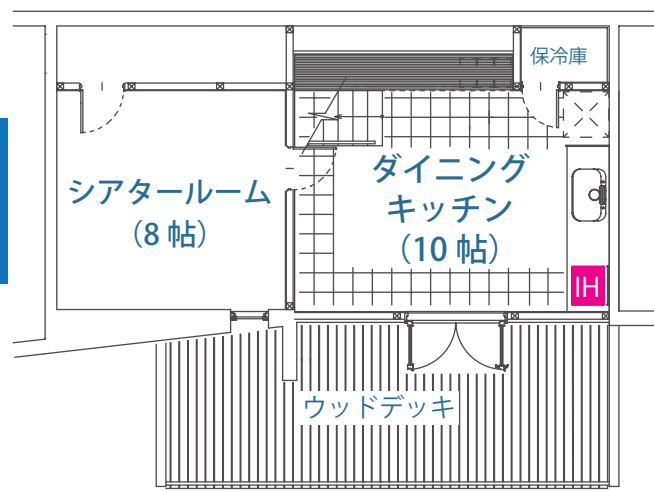 保冷庫
シアタールーム
（8 帖）
ダイニング
キッチン
（10 帖）
IH
ウッドデッキ